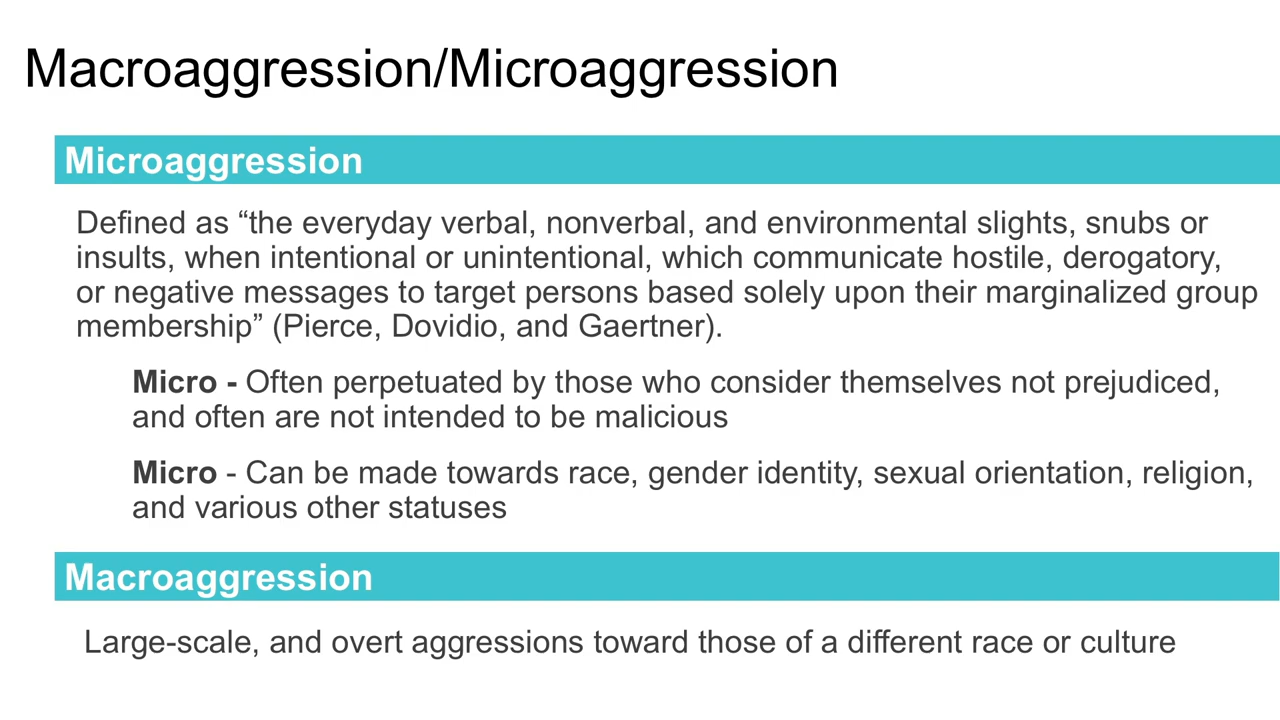 Macroaggression/Microaggression
Microaggression
Defined as “the everyday verbal, nonverbal, and environmental slights, snubs or
insults, when intentional or unintentional, which communicate hostile, derogatory,
or negative messages to target persons based solely upon their marginalized group
membership” (Pierce, Dovidio, and Gaertner).
Micro - Often perpetuated by those who consider themselves not prejudiced,
and often are not intended to be malicious
Micro - Can be made towards race, gender identity, sexual orientation, religion,
and various other statuses
Macroaggression
Large-scale, and overt aggressions toward those of a different race or culture